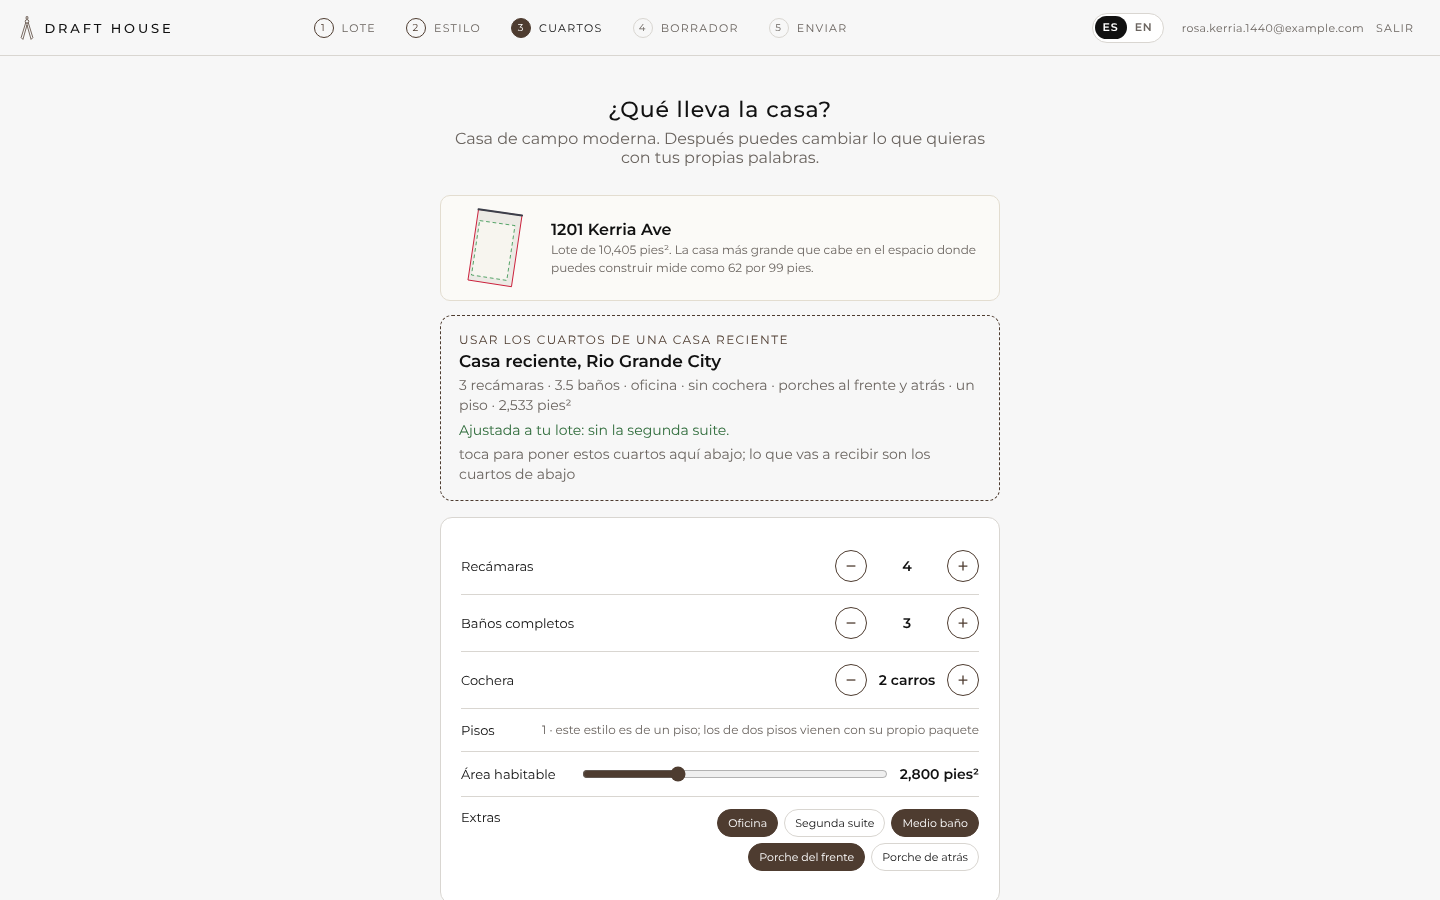 DRAFT HOUSE
1 LOTE 2 ESTILO 3 CUARTOS 4 BORRADOR 5 ENVIAR
ES EN rosa.kerria.1440@example.com SALIR
¿Qué lleva la casa?
Casa de campo moderna. Después puedes cambiar lo que quieras
con tus propias palabras.
1201 Kerria Ave
Lote de 10,405 pies². La casa más grande que cabe en el espacio donde
puedes construir mide como 62 por 99 pies.
USAR LOS CUARTOS DE UNA CASA RECIENTE
Casa reciente, Rio Grande City
3 recámaras · 3.5 baños · oficina · sin cochera · porches al frente y atrás · un
piso · 2,533 pies²
Ajustada a tu lote: sin la segunda suite.
toca para poner estos cuartos aquí abajo; lo que vas a recibir son los
cuartos de abajo
Recámaras − 4 +
Baños completos − 3 +
Cochera − 2 carros +
Pisos 1 · este estilo es de un piso; los de dos pisos vienen con su propio paquete
Área habitable 2,800 pies²
Extras Oficina Segunda suite Medio baño
Porche del frente Porche de atrás